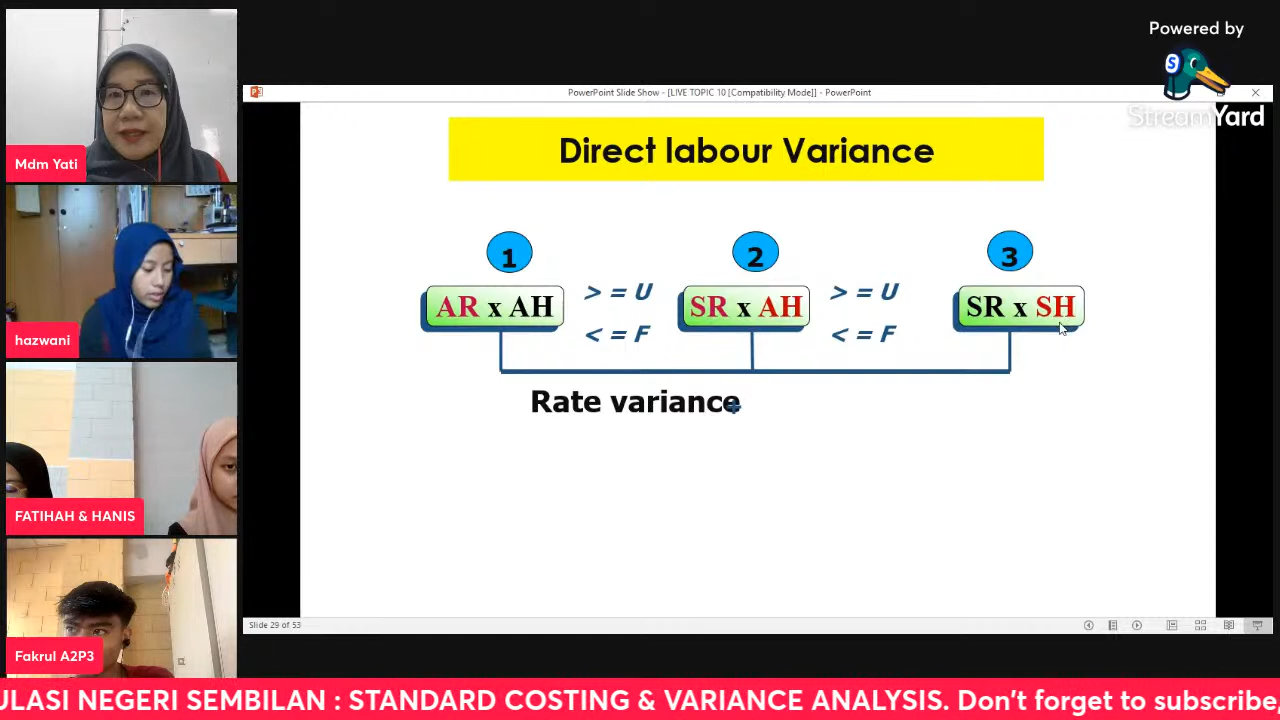 Powered by
S
StreamYard
Mdm Yati
hazwani
FATIHAH & HANIS
Fakrul A2P3
PowerPoint Slide Show - [LIVE TOPIC 10 [Compatibility Mode]] - PowerPoint
Direct labour Variance
1
2
3
AR x AH
> = U
< = F
SR x AH
> = U
< = F
SR x SH
Rate variance
Slide 29 of 53
ULASI NEGERI SEMBILAN : STANDARD COSTING & VARIANCE ANALYSIS. Don't forget to subscribe,